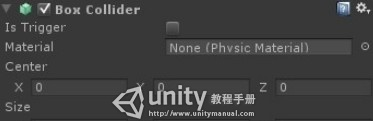 Box Collider
Is Trigger
Material None (Physic Material)
Center
X 0 Y 0 Z 0
Size
unity 教程手册
http://www.unitymanual.com